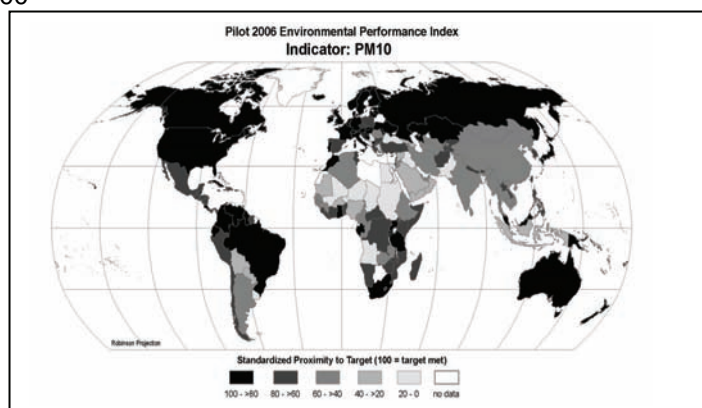 Pilot 2006 Environmental Performance Index
Indicator: PM10
Robinson Projection
Standardized Proximity to Target (100 = target met)
100 - >80 80 - >60 60 - >40 40 - >20 20 - 0 no data